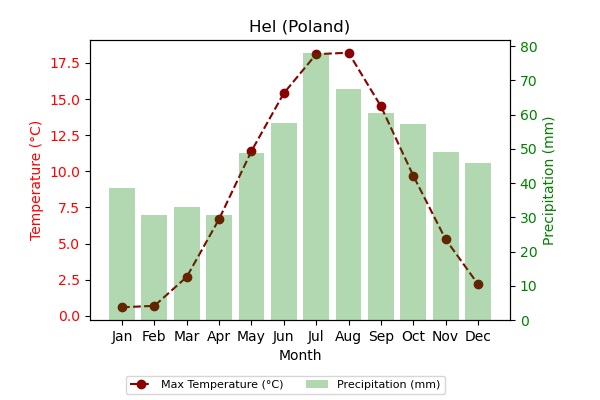 Hel (Poland)
17.5
15.0
12.5
10.0
7.5
5.0
2.5
0.0
Temperature (°C)
80
70
60
50
40
30
20
10
0
Precipitation (mm)
Jan Feb Mar Apr May Jun Jul Aug Sep Oct Nov Dec
Month
Max Temperature (°C) Precipitation (mm)